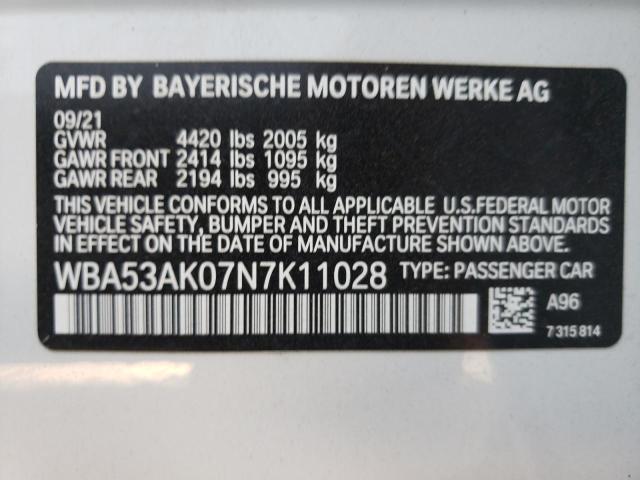 MFD BY BAYERISCHE MOTOREN WERKE AG
09/21
GVWR 4420 lbs 2005 kg
GAWR FRONT 2414 lbs 1095 kg
GAWR REAR 2194 lbs 995 kg
THIS VEHICLE CONFORMS TO ALL APPLICABLE U.S.FEDERAL MOTOR
VEHICLE SAFETY, BUMPER AND THEFT PREVENTION STANDARDS
IN EFFECT ON THE DATE OF MANUFACTURE SHOWN ABOVE.
WBA53AK07N7K11028 TYPE: PASSENGER CAR
A96
7315814